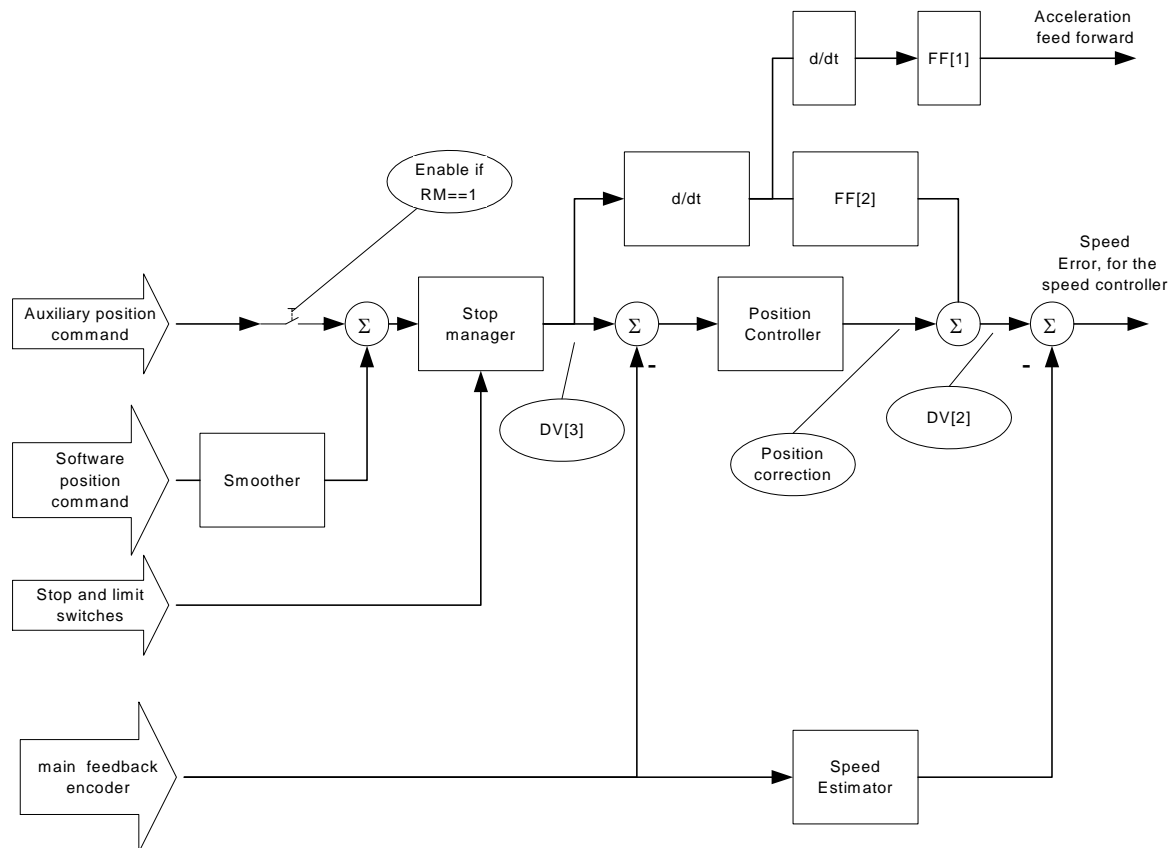 Acceleration
feed forward
d/dt
FF[1]
Enable if
RM==1
d/dt
FF[2]
Speed
Error, for the
speed controller
Auxiliary position
command
Σ
Stop
manager
Σ
Position
Controller
Σ
Σ
-
-
DV[3]
DV[2]
Software
position
command
Smoother
Position
correction
Stop and limit
switches
main feedback
encoder
Speed
Estimator